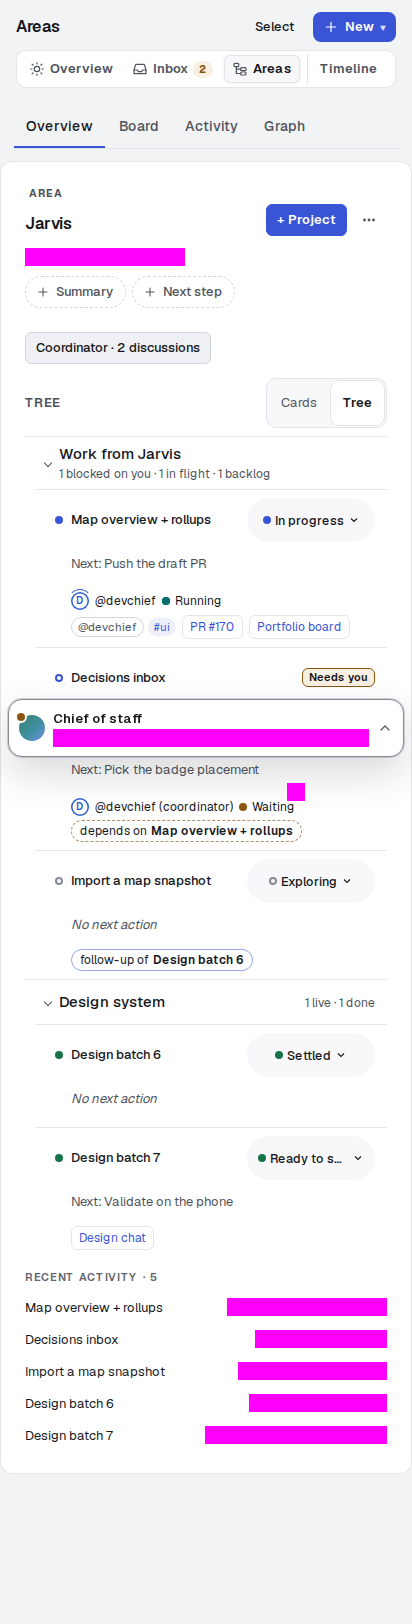 Areas
Select
New
Overview
Inbox 2
Areas
Timeline
Overview
Board
Activity
Graph
AREA
Jarvis
+ Project
Summary
Next step
Coordinator · 2 discussions
TREE
Cards
Tree
Work from Jarvis
1 blocked on you · 1 in flight · 1 backlog
Map overview + rollups
In progress
Next: Push the draft PR
D @devchief Running
@devchief #ui PR #170 Portfolio board
Decisions inbox
Needs you
Chief of staff
Next: Pick the badge placement
D @devchief (coordinator) Waiting
depends on Map overview + rollups
Import a map snapshot
Exploring
No next action
follow-up of Design batch 6
Design system
1 live · 1 done
Design batch 6
Settled
No next action
Design batch 7
Ready to s…
Next: Validate on the phone
Design chat
RECENT ACTIVITY · 5
Map overview + rollups
Decisions inbox
Import a map snapshot
Design batch 6
Design batch 7